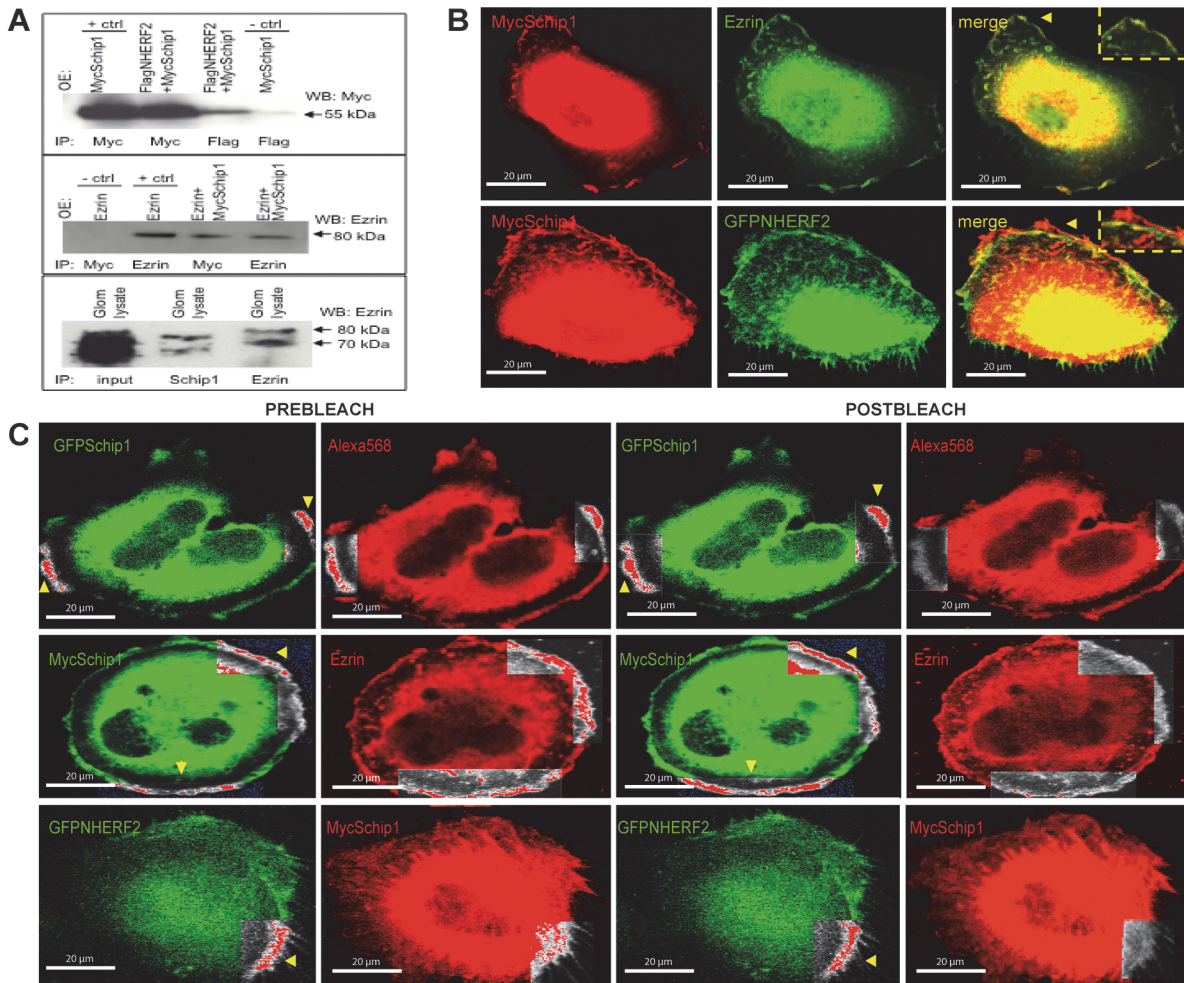 A
+ ctrl
- ctrl
OE:
MycSchip1
FlagNHERF2
+MycSchip1
FlagNHERF2
+MycSchip1
MycSchip1
WB: Myc
55 kDa
IP: Myc Myc Flag Flag
- ctrl
+ ctrl
OE:
Ezrin
Ezrin
Ezrin+
MycSchip1
Ezrin+
MycSchip1
WB: Ezrin
80 kDa
IP: Myc Ezrin Myc Ezrin
Glom
lysate
Glom
lysate
Glom
lysate
WB: Ezrin
80 kDa
70 kDa
IP: input Schip1 Ezrin
B
MycSchip1 Ezrin merge
20 µm 20 µm 20 µm
MycSchip1 GFPNHERF2 merge
20 µm 20 µm 20 µm
PREBLEACH POSTBLEACH
C
GFPSchip1 Alexa568 GFPSchip1 Alexa568
20 µm 20 µm 20 µm 20 µm
MycSchip1 Ezrin MycSchip1 Ezrin
20 µm 20 µm 20 µm 20 µm
GFPNHERF2 MycSchip1 GFPNHERF2 MycSchip1
20 µm 20 µm 20 µm 20 µm